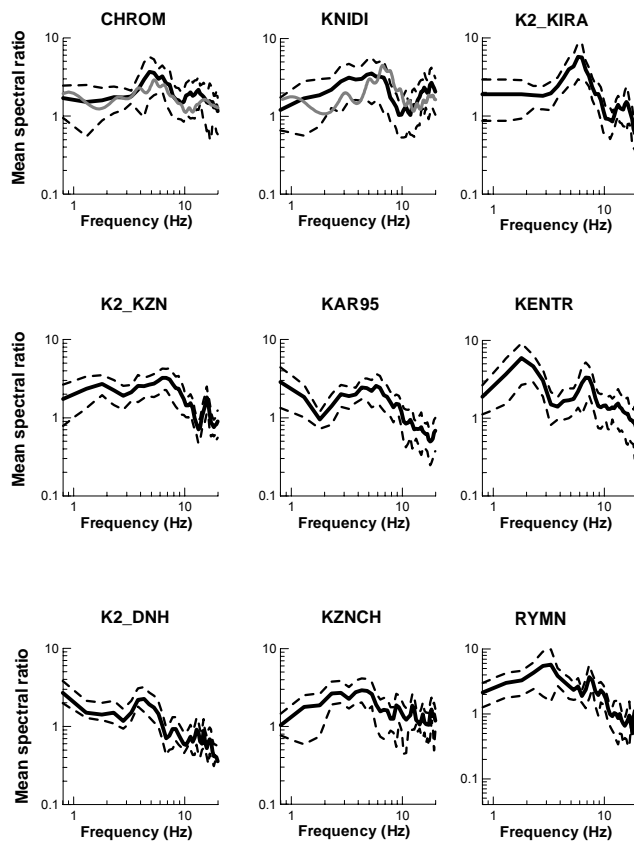 CHROM KNIDI K2_KIRA
Mean spectral ratio
10 10 10
1 1 1
0.1 0.1 0.1
1 10 1 10 1 10
Frequency (Hz) Frequency (Hz) Frequency (Hz)
K2_KZN KAR95 KENTR
Mean spectral ratio
10 10 10
1 1 1
0.1 0.1 0.1
1 10 1 10 1 10
Frequency (Hz) Frequency (Hz) Frequency (Hz)
K2_DNH KZNCH RYMN
Mean spectral ratio
10 10 10
1 1 1
0.1 0.1 0.1
1 10 1 10 1 10
Frequency (Hz) Frequency (Hz) Frequency (Hz)